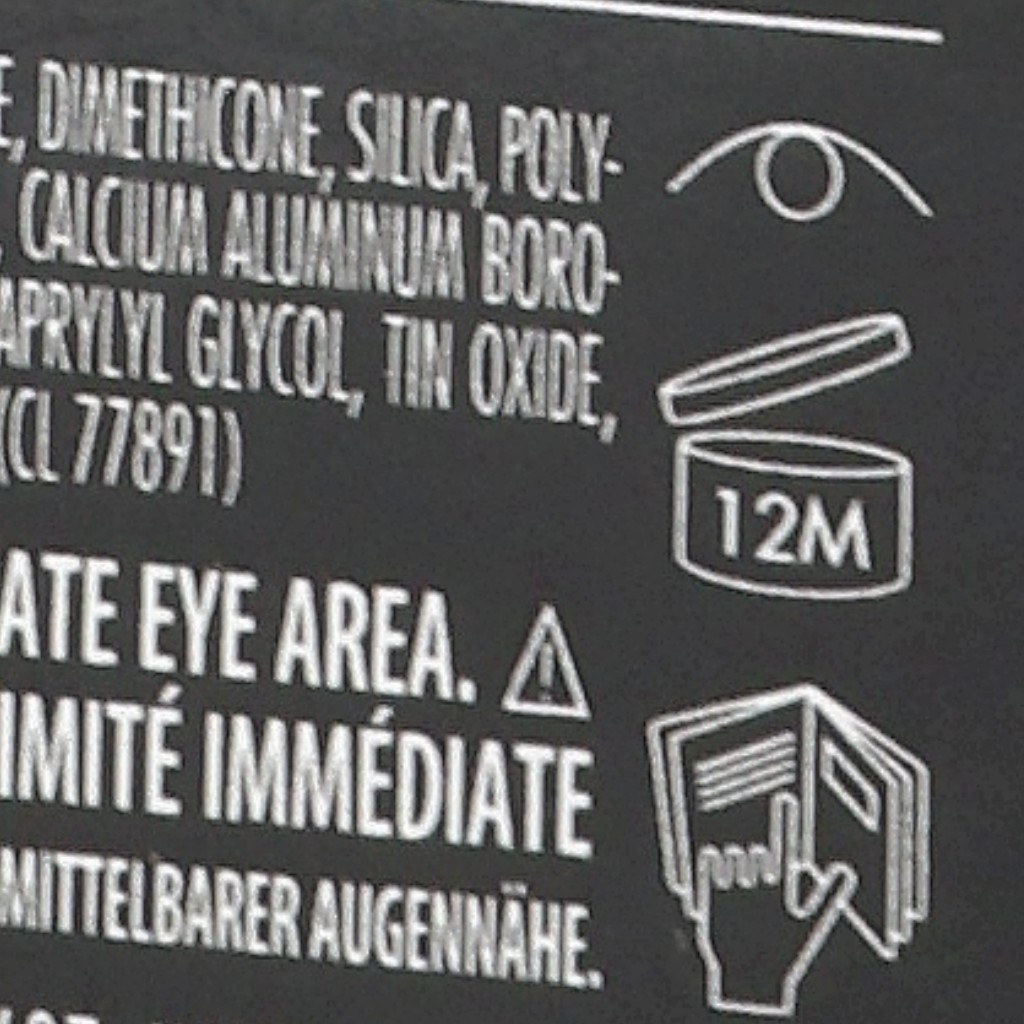 E, DIMETHICONE, SILICA, POLY-
CALCIUM ALUMINUM BORO-
APRYLYL GLYCOL, TIN OXIDE,
(CL 77891)
12M
ATE EYE AREA.
IMITÉ IMMÉDIATE
MITTELBARER AUGENNÄHE.